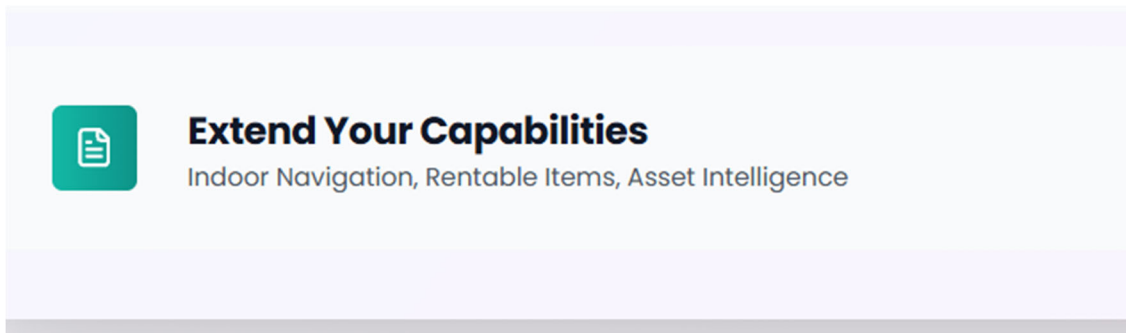 Extend Your Capabilities
Indoor Navigation, Rentable Items, Asset Intelligence